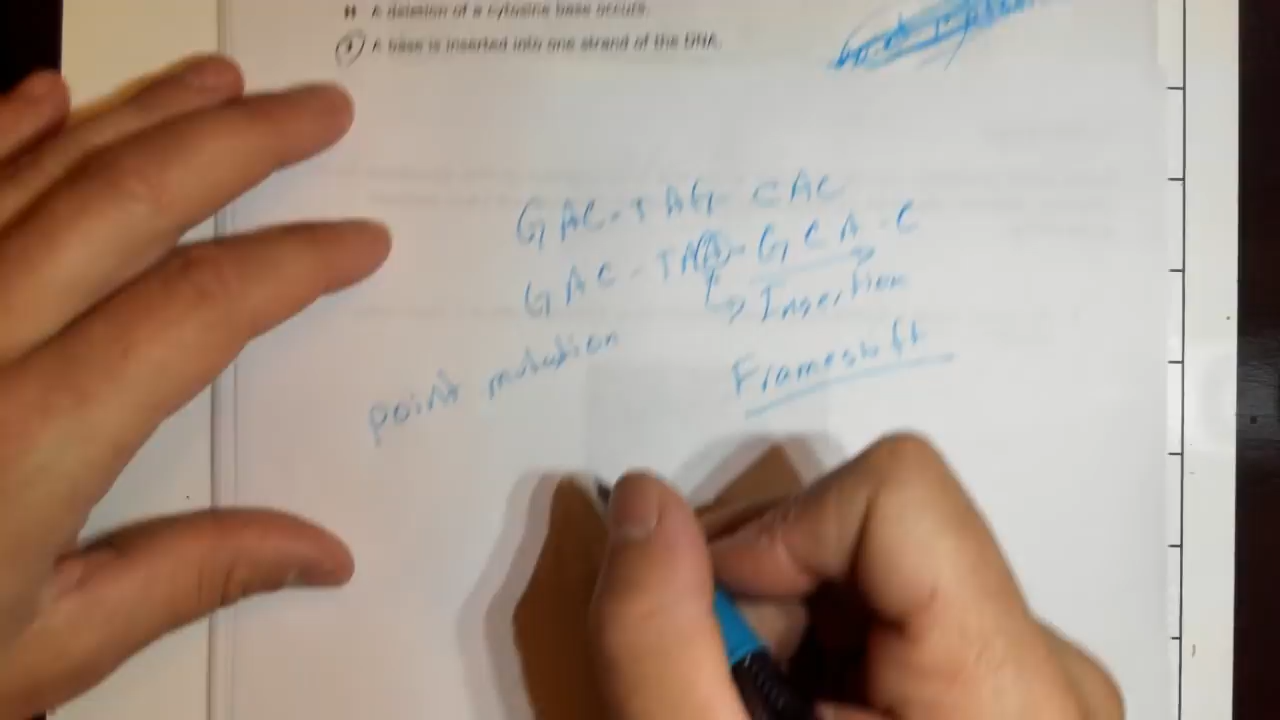 H A deletion of a cytosine base occurs.
J A base is inserted into one strand of the DNA.
GAC-TAG-CAC
GAC-TAA-GCA-C
Insertion
point mutation
Frameshift